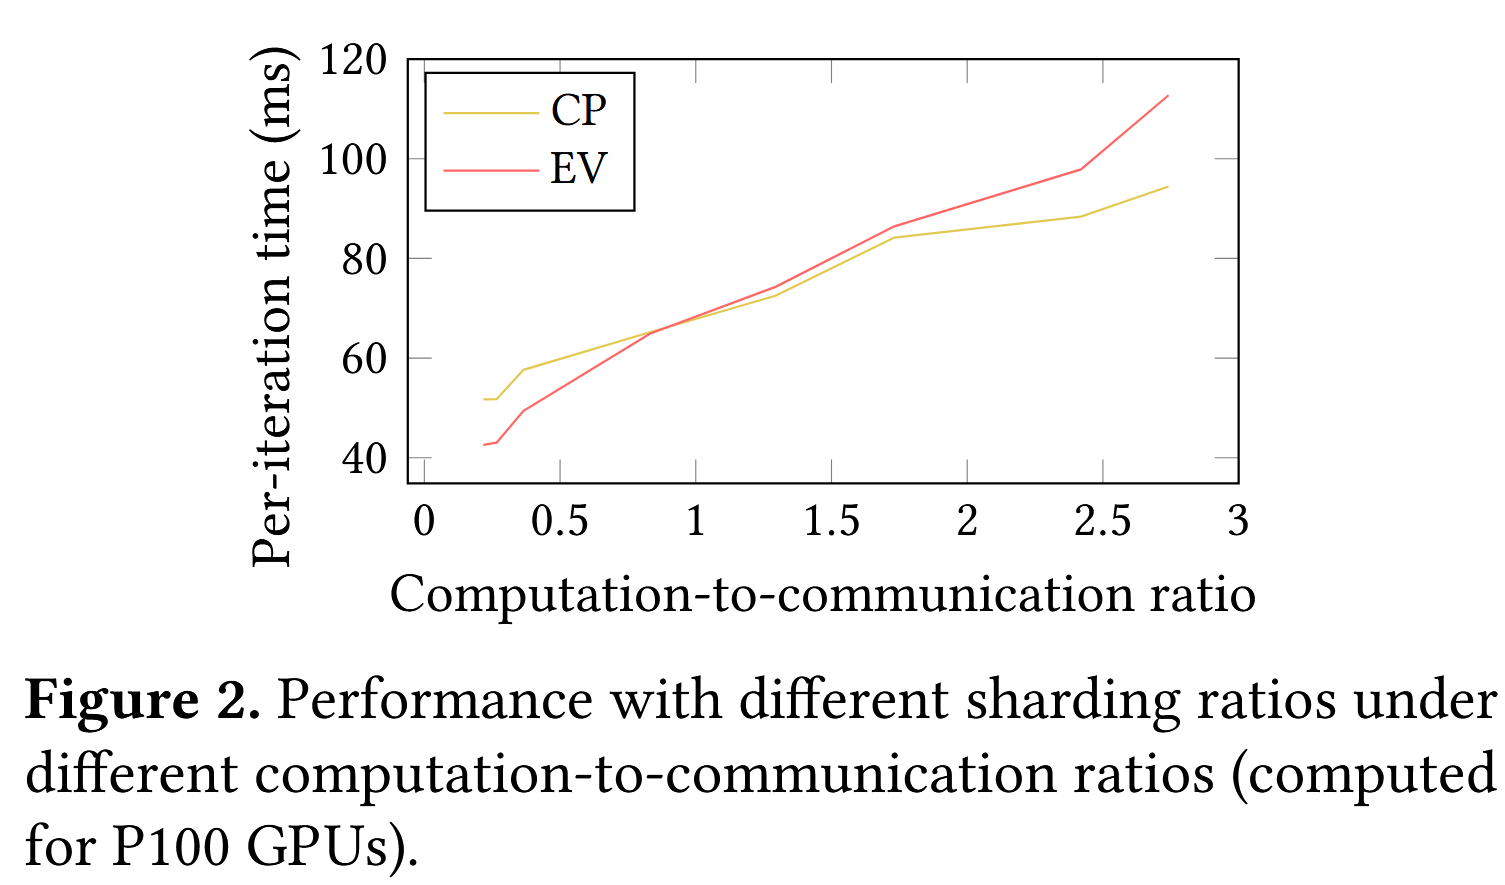 Per-iteration time (ms)
120
100
80
60
40
CP
EV
0 0.5 1 1.5 2 2.5 3
Computation-to-communication ratio
Figure 2. Performance with different sharding ratios under
different computation-to-communication ratios (computed
for P100 GPUs).